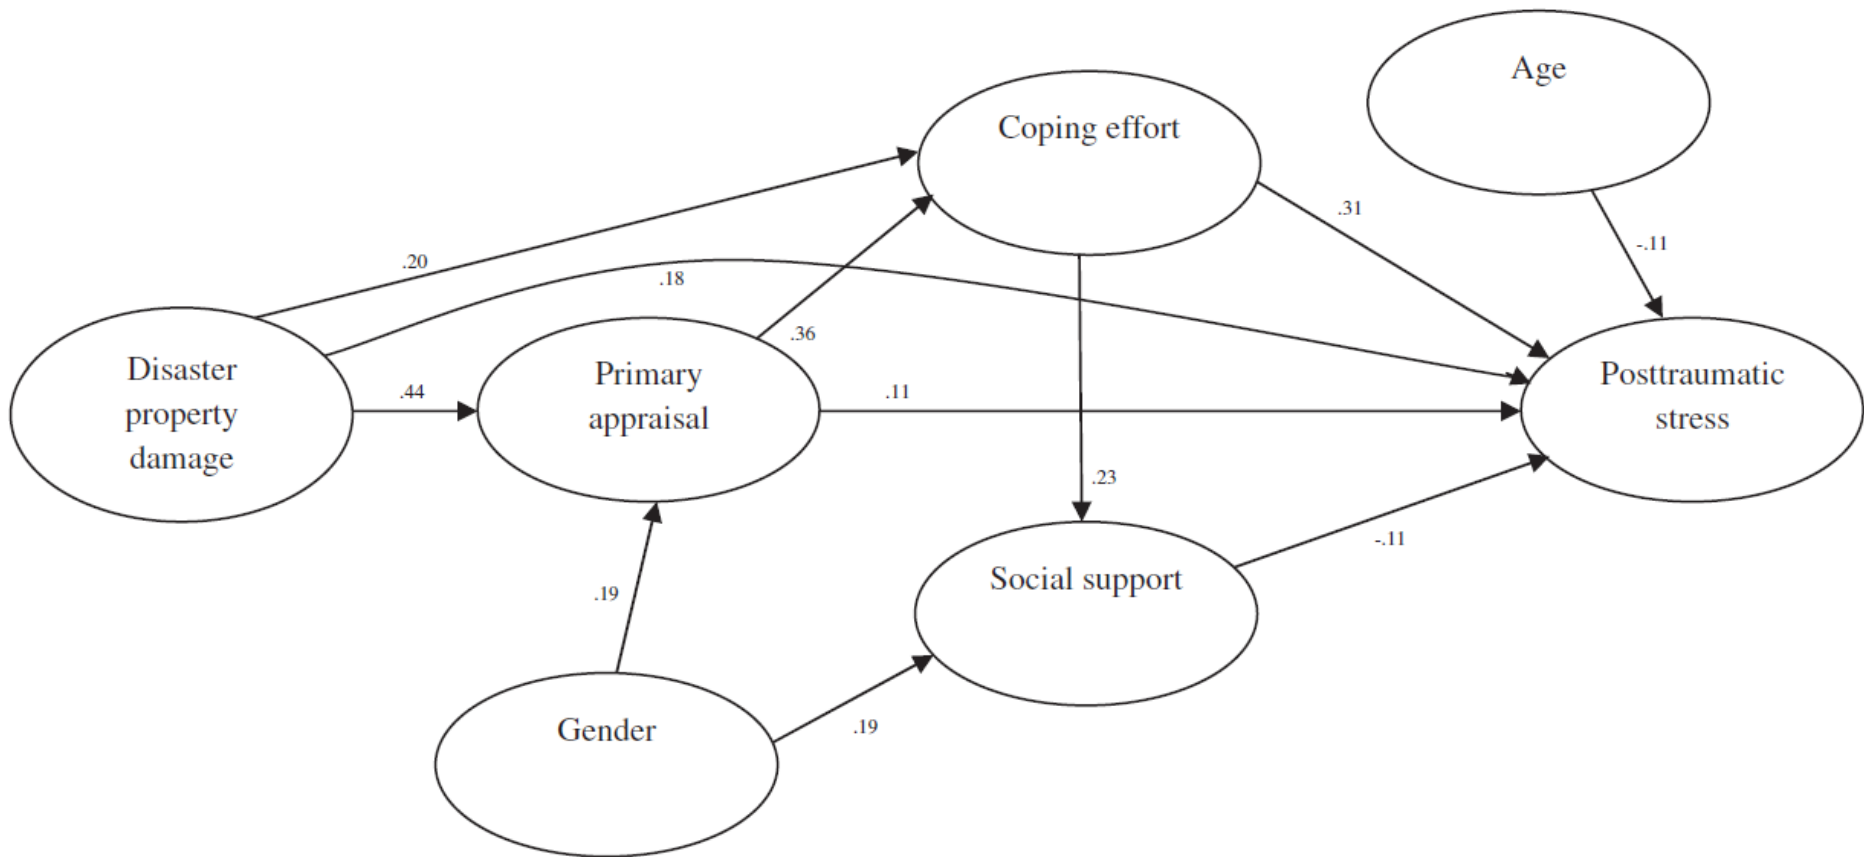 Age
Coping effort
.31
-.11
.20
.18
.36
Disaster
property
damage
.44
Primary
appraisal
.11
Posttraumatic
stress
.23
-.11
Social support
.19
Gender
.19